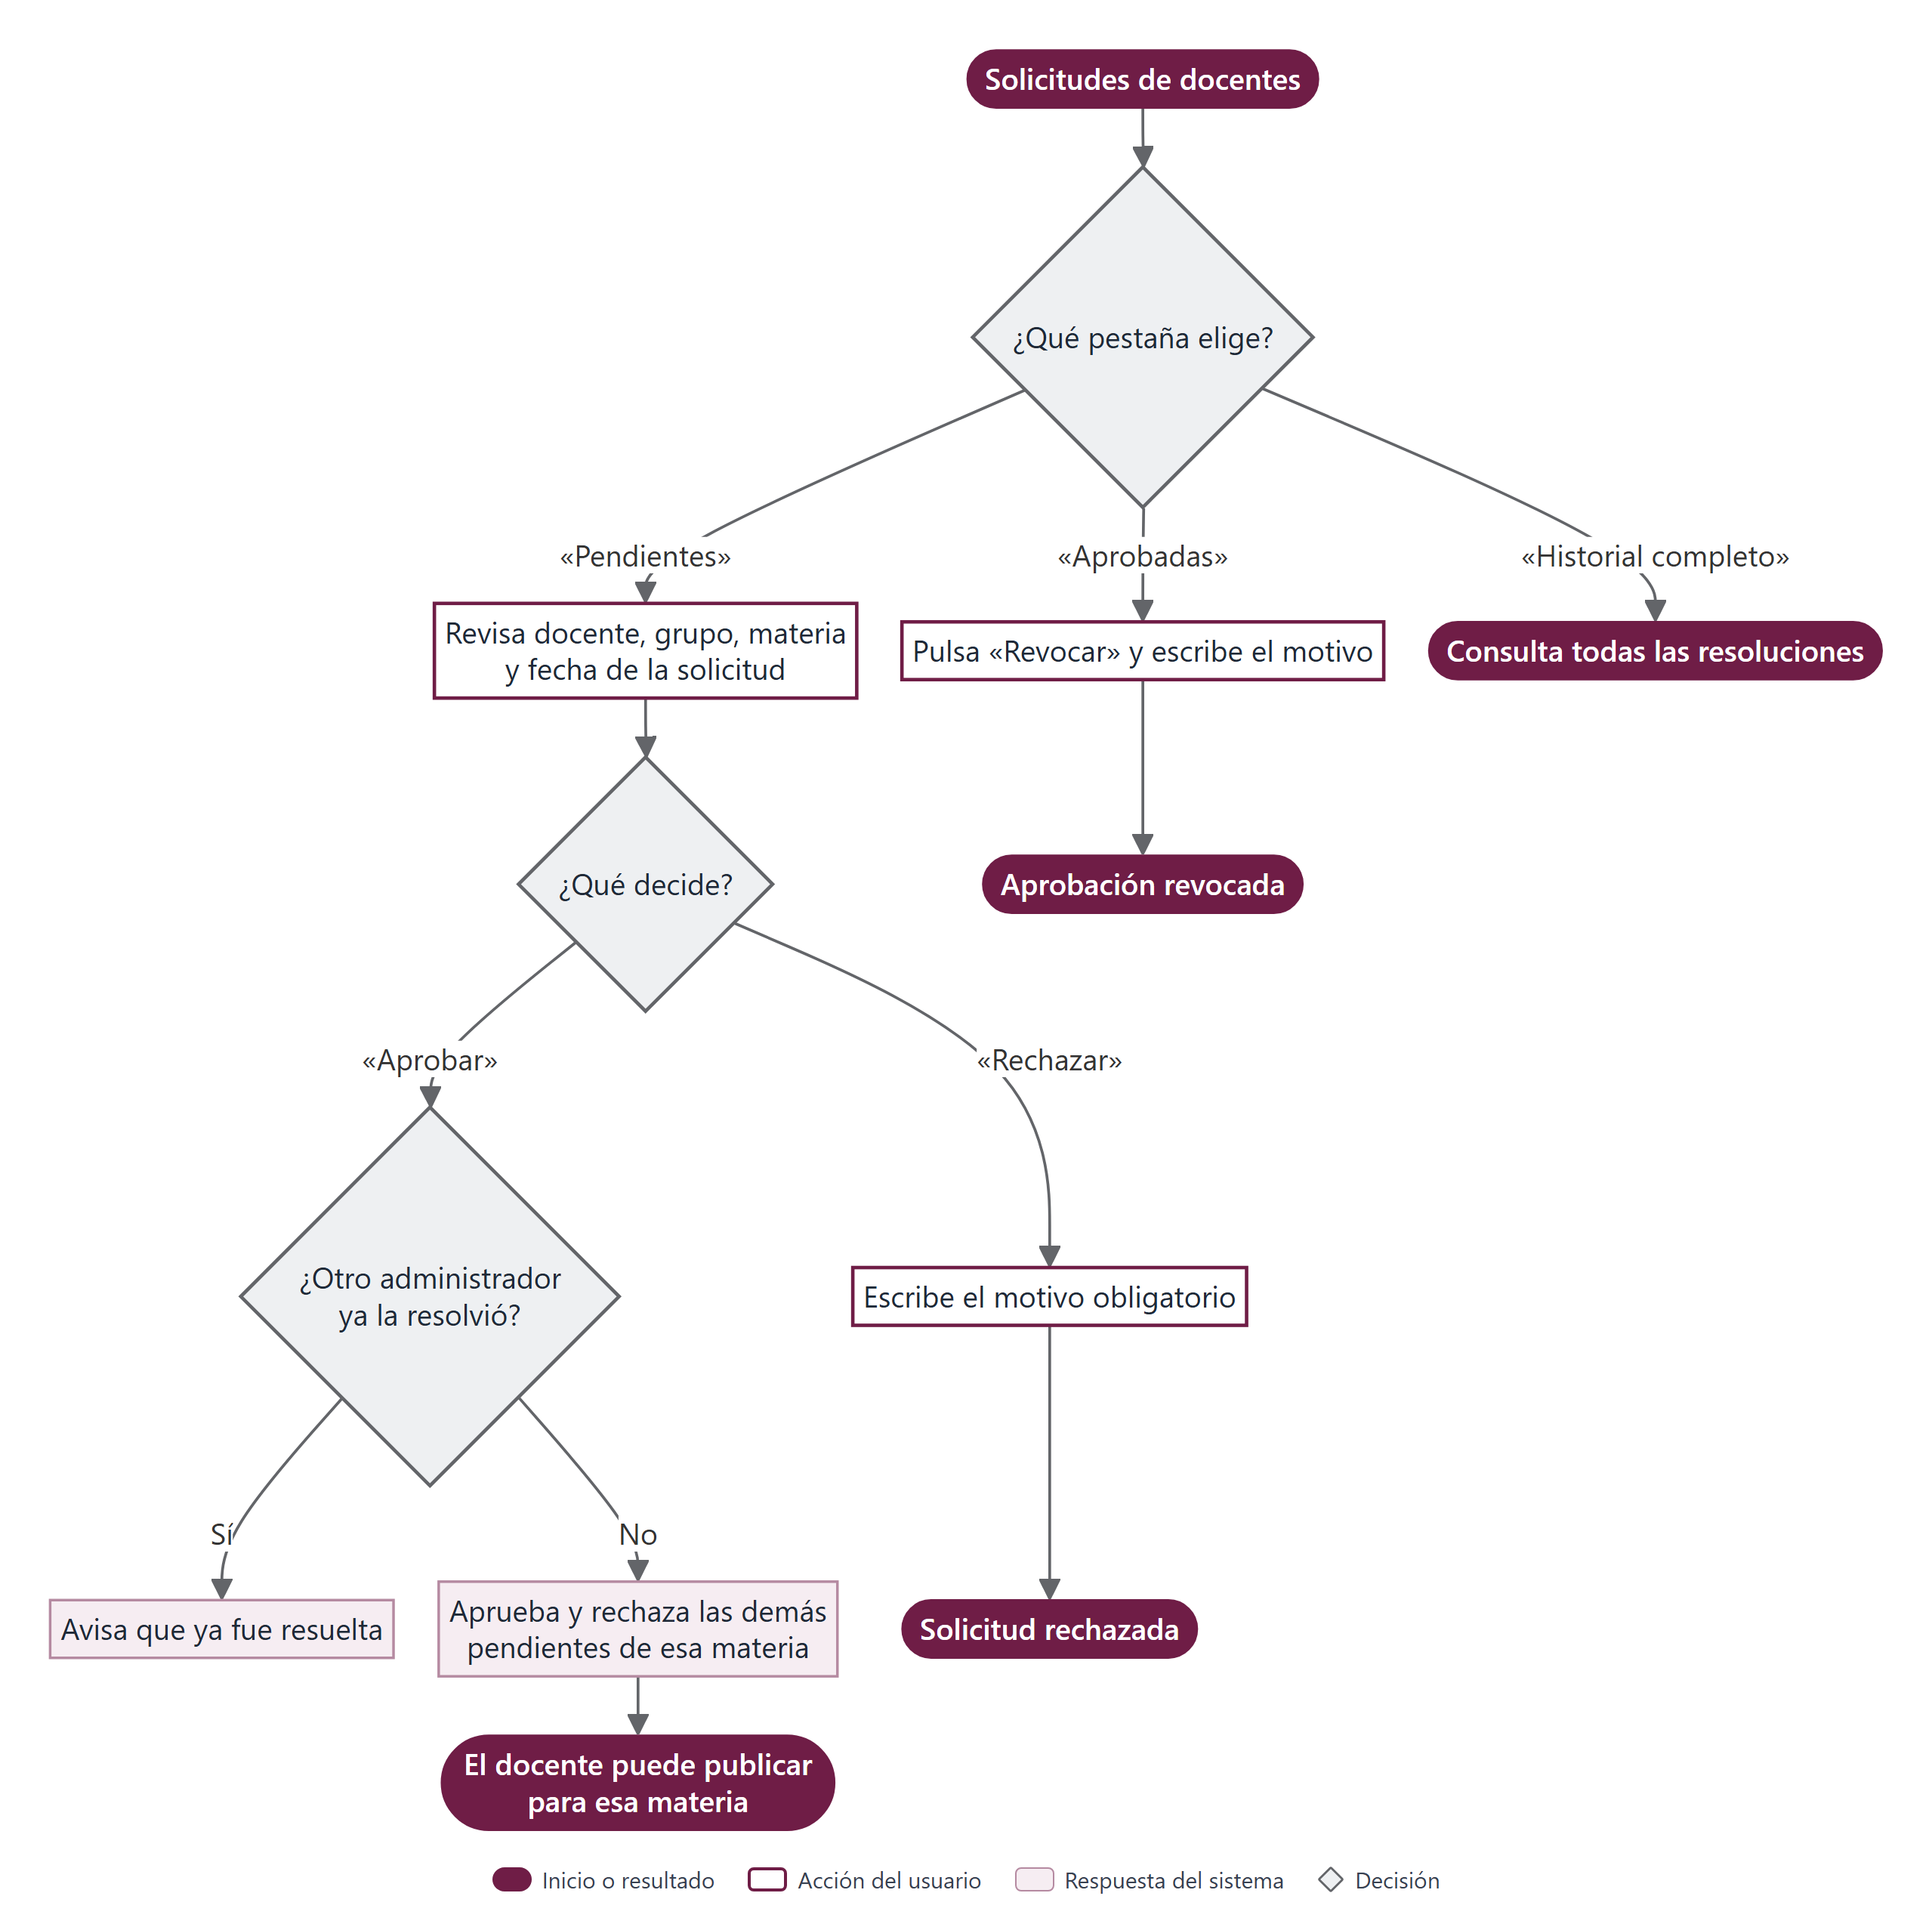 Solicitudes de docentes
¿Qué pestaña elige?
«Pendientes»
«Aprobadas»
«Historial completo»
Revisa docente, grupo, materia
y fecha de la solicitud
Pulsa «Revocar» y escribe el motivo
Consulta todas las resoluciones
¿Qué decide?
Aprobación revocada
«Aprobar»
«Rechazar»
¿Otro administrador
ya la resolvió?
Escribe el motivo obligatorio
Sí
No
Avisa que ya fue resuelta
Aprueba y rechaza las demás
pendientes de esa materia
Solicitud rechazada
El docente puede publicar
para esa materia
Inicio o resultado
Acción del usuario
Respuesta del sistema
Decisión